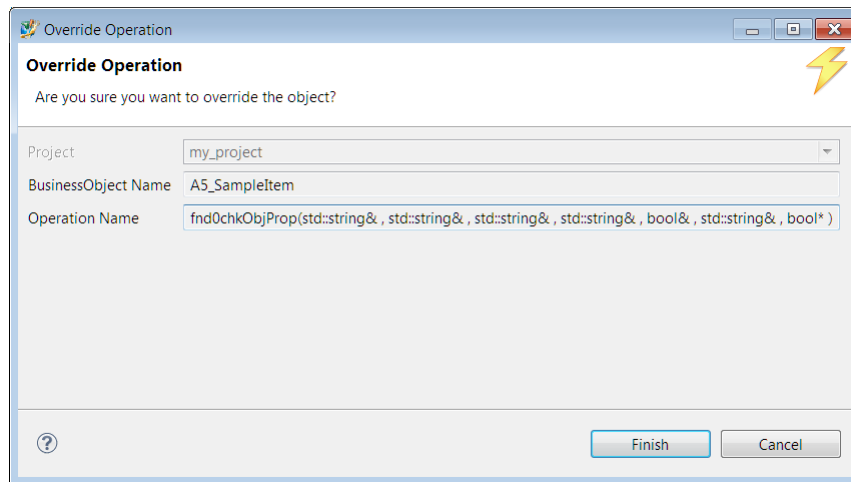 Override Operation
Override Operation
Are you sure you want to override the object?
Project my_project
BusinessObject Name A5_SampleItem
Operation Name fnd0chkObjProp(std::string& , std::string& , std::string& , std::string& , bool& , std::string& , bool* )
?
Finish Cancel